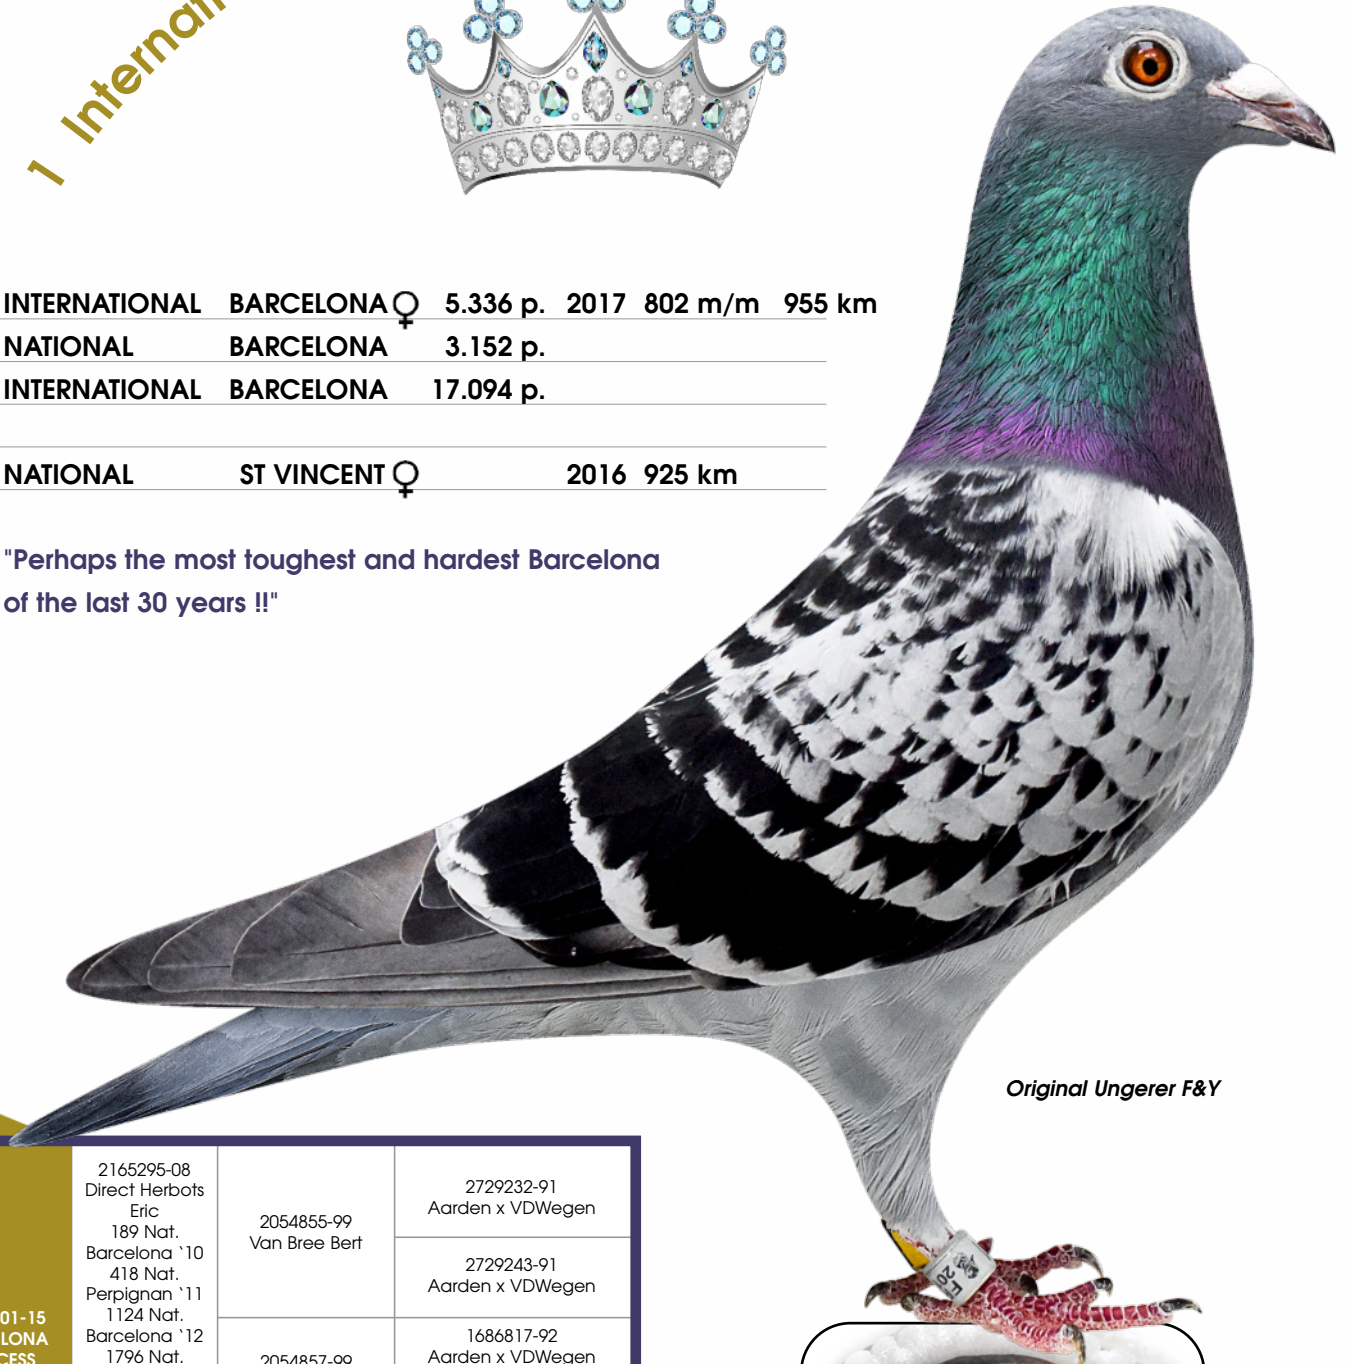 1 Internati
INTERNATIONAL BARCELONA♀ 5.336 p. 2017 802 m/m 955 km
NATIONAL BARCELONA 3.152 p.
INTERNATIONAL BARCELONA 17.094 p.
NATIONAL ST VINCENT♀ 2016 925 km
"Perhaps the most toughest and hardest Barcelona
of the last 30 years !!"
Original Ungerer F&Y
01-15
LONA
CESS
2165295-08
Direct Herbots
Eric
189 Nat.
Barcelona `10
418 Nat.
Perpignan `11
1124 Nat.
Barcelona `12
1796 Nat.
2054855-99
Van Bree Bert
2054857-99
2729232-91
Aarden x VDWegen
2729243-91
Aarden x VDWegen
1686817-92
Aarden x VDWegen